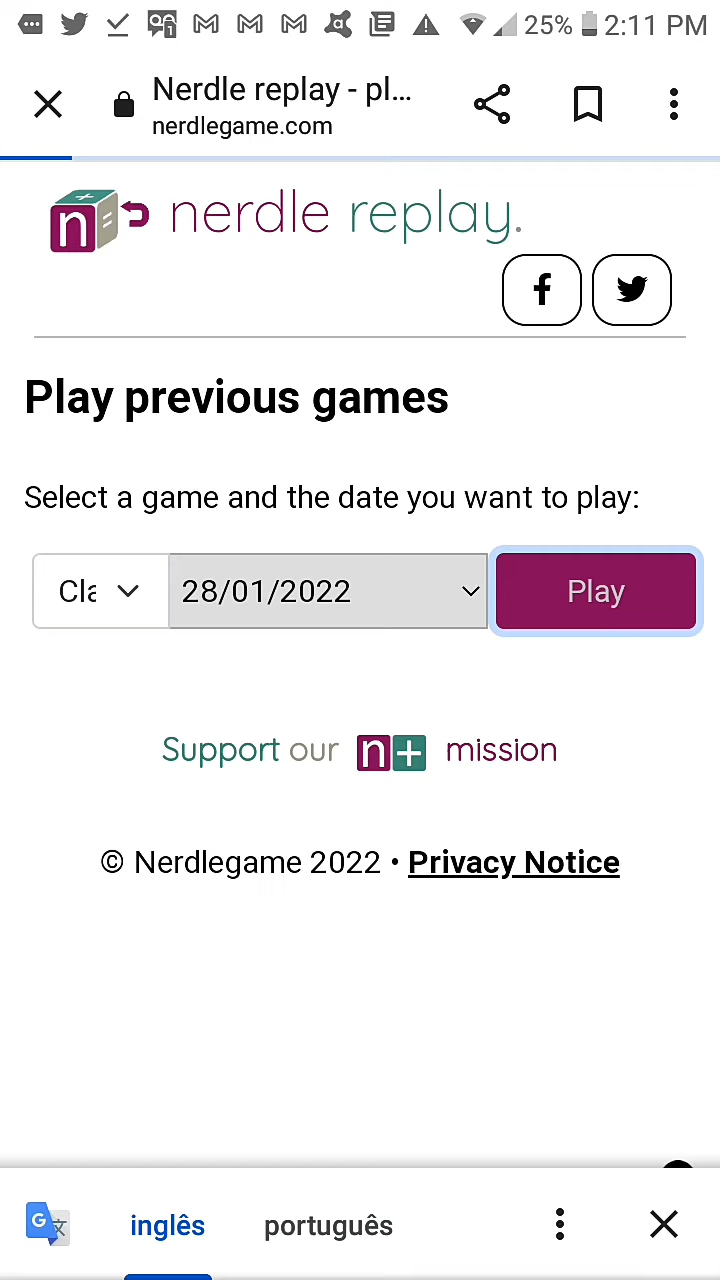 25% 2:11 PM
Nerdle replay - pl...
nerdlegame.com
n nerdle replay.
Play previous games
Select a game and the date you want to play:
Cla 28/01/2022 Play
Support our n+ mission
© Nerdlegame 2022 • Privacy Notice
inglês português